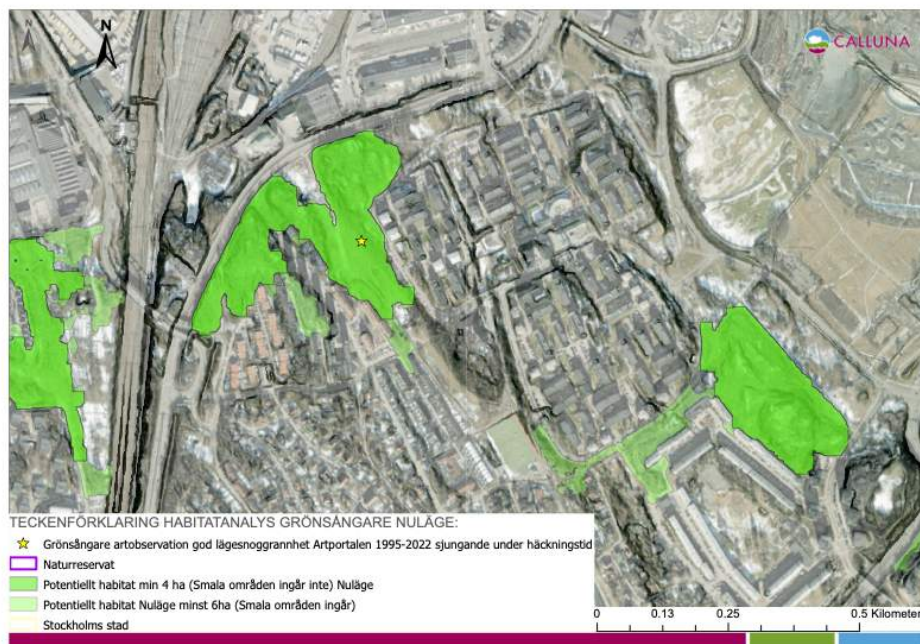 N
N
CALLUNA
TECKENFÖRKLARING HABITATANALYS GRÖNSÅNGARE NULÄGE:
Grönsångare artobservation god lägesnoggrannhet Artportalen 1995-2022 sjungande under häckningstid
Naturreservat
Potentiellt habitat min 4 ha (Smala områden ingår inte) Nuläge
Potentiellt habitat Nuläge minst 6ha (Smala områden ingår)
Stockholms stad
0 0.13 0.25 0.5 Kilometer